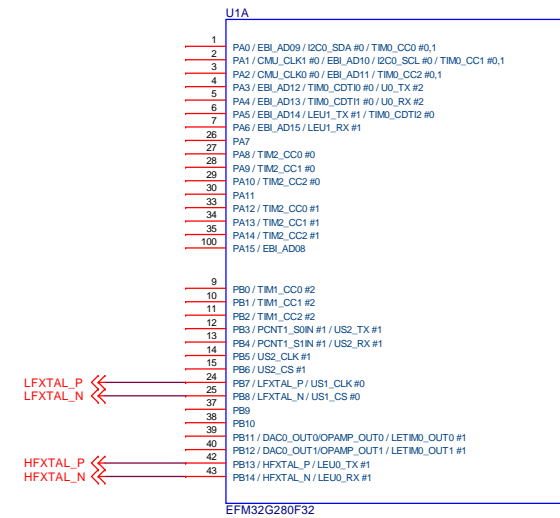 U1A
1 PA0 / EBI_AD09 / I2C0_SDA #0 / TIM0_CC0 #0,1
2 PA1 / CMU_CLK1 #0 / EBI_AD10 / I2C0_SCL #0 / TIM0_CC1 #0,1
3 PA2 / CMU_CLK0 #0 / EBI_AD11 / TIM0_CC2 #0,1
4 PA3 / EBI_AD12 / TIM0_CDTI0 #0 / U0_TX #2
5 PA4 / EBI_AD13 / TIM0_CDTI1 #0 / U0_RX #2
6 PA5 / EBI_AD14 / LEU1_TX #1 / TIM0_CDTI2 #0
7 PA6 / EBI_AD15 / LEU1_RX #1
26 PA7
27 PA8 / TIM2_CC0 #0
28 PA9 / TIM2_CC1 #0
29 PA10 / TIM2_CC2 #0
30 PA11
33 PA12 / TIM2_CC0 #1
34 PA13 / TIM2_CC1 #1
35 PA14 / TIM2_CC2 #1
100 PA15 / EBI_AD08
9 PB0 / TIM1_CC0 #2
10 PB1 / TIM1_CC1 #2
11 PB2 / TIM1_CC2 #2
12 PB3 / PCNT1_S0IN #1 / US2_TX #1
13 PB4 / PCNT1_S1IN #1 / US2_RX #1
14 PB5 / US2_CLK #1
15 PB6 / US2_CS #1
LFXTAL_P 24 PB7 / LFXTAL_P / US1_CLK #0
LFXTAL_N 25 PB8 / LFXTAL_N / US1_CS #0
37 PB9
38 PB10
39 PB11 / DAC0_OUT0/OPAMP_OUT0 / LETIM0_OUT0 #1
40 PB12 / DAC0_OUT1/OPAMP_OUT1 / LETIM0_OUT1 #1
HFXTAL_P 42 PB13 / HFXTAL_P / LEU0_TX #1
HFXTAL_N 43 PB14 / HFXTAL_N / LEU0_RX #1
EFM32G280F32